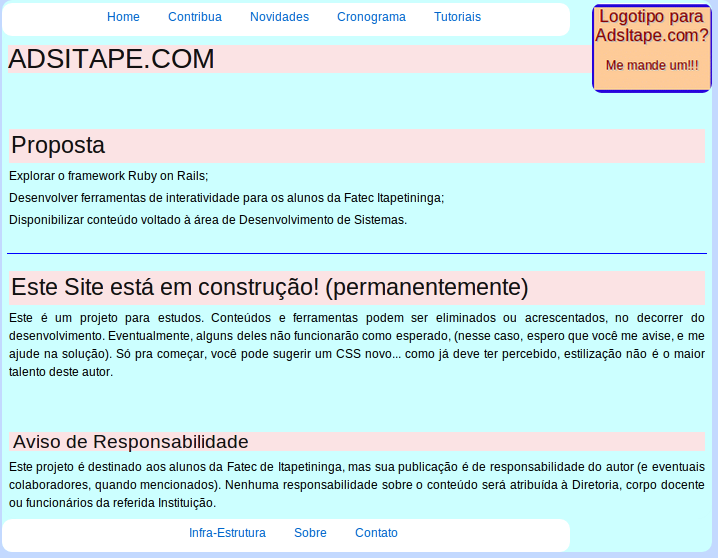 Home Contribua Novidades Cronograma Tutoriais
Logotipo para
AdsItape.com?
Me mande um!!!
ADSITAPE.COM
Proposta
Explorar o framework Ruby on Rails;
Desenvolver ferramentas de interatividade para os alunos da Fatec Itapetininga;
Disponibilizar conteúdo voltado à área de Desenvolvimento de Sistemas.
Este Site está em construção! (permanentemente)
Este é um projeto para estudos. Conteúdos e ferramentas podem ser eliminados ou acrescentados, no decorrer do
desenvolvimento. Eventualmente, alguns deles não funcionarão como esperado, (nesse caso, espero que você me avise, e me
ajude na solução). Só pra começar, você pode sugerir um CSS novo... como já deve ter percebido, estilização não é o maior
talento deste autor.
Aviso de Responsabilidade
Este projeto é destinado aos alunos da Fatec de Itapetininga, mas sua publicação é de responsabilidade do autor (e eventuais
colaboradores, quando mencionados). Nenhuma responsabilidade sobre o conteúdo será atribuída à Diretoria, corpo docente
ou funcionários da referida Instituição.
Infra-Estrutura Sobre Contato